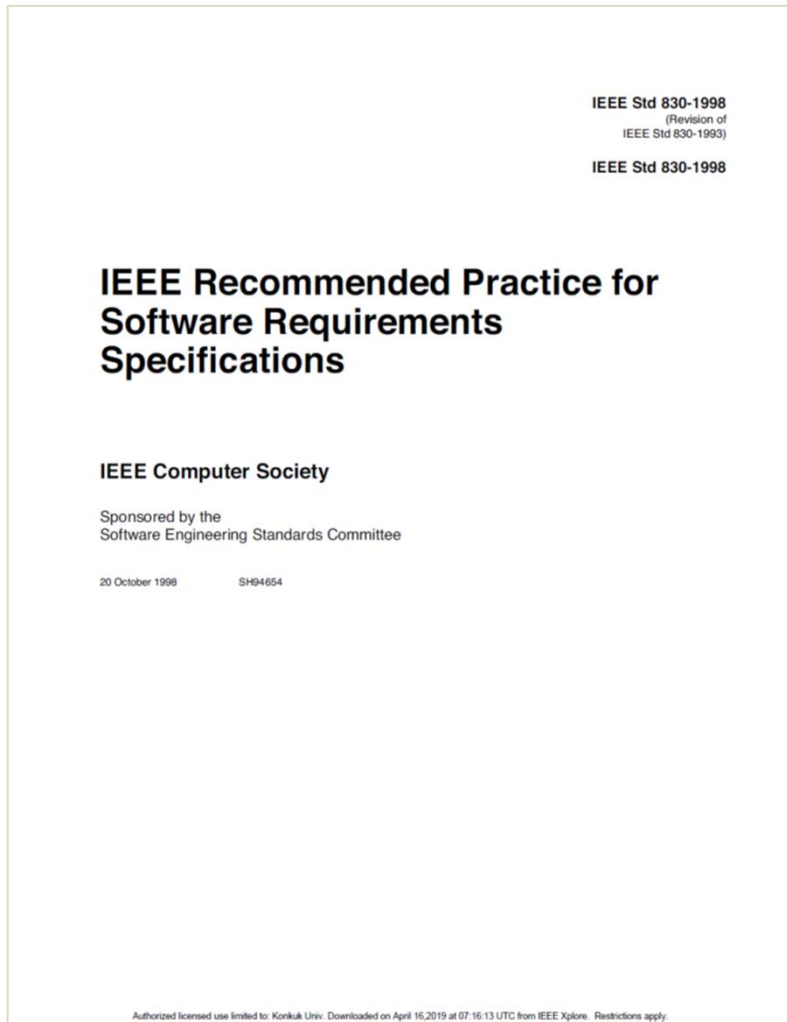 IEEE Std 830-1998
(Revision of
IEEE Std 830-1993)
IEEE Std 830-1998
IEEE Recommended Practice for
Software Requirements
Specifications
IEEE Computer Society
Sponsored by the
Software Engineering Standards Committee
20 October 1998 SH94654
Authorized licensed use limited to: Konkuk Univ. Downloaded on April 16,2019 at 07:16:13 UTC from IEEE Xplore. Restrictions apply.